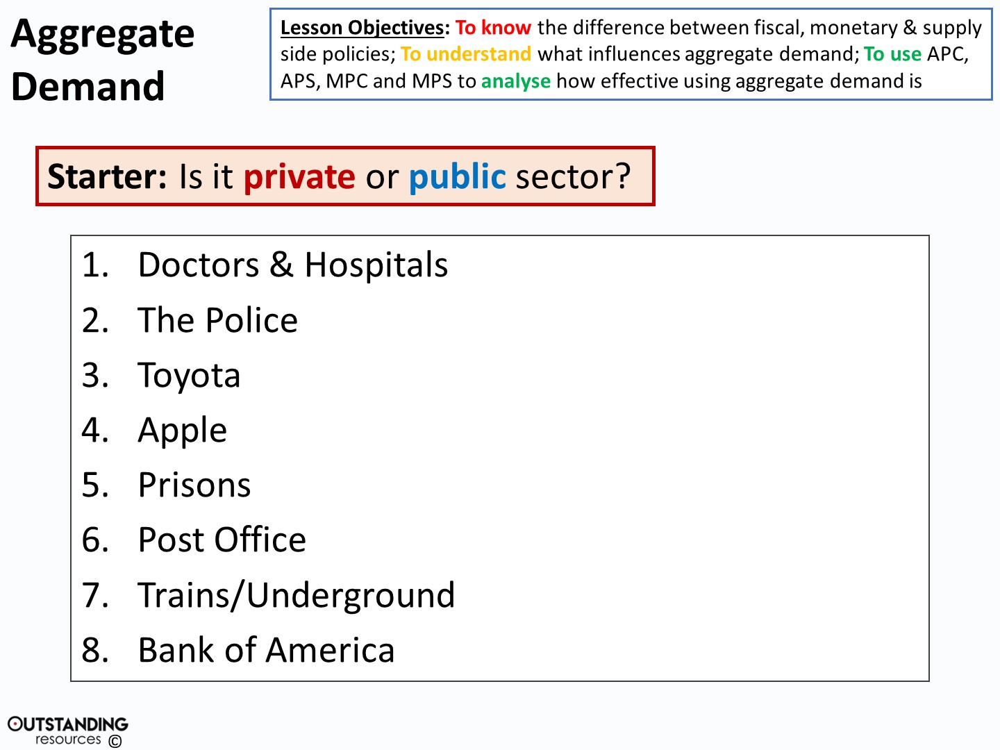 Aggregate
Demand
Lesson Objectives: To know the difference between fiscal, monetary & supply
side policies; To understand what influences aggregate demand; To use APC,
APS, MPC and MPS to analyse how effective using aggregate demand is
Starter: Is it private or public sector?
1. Doctors & Hospitals
2. The Police
3. Toyota
4. Apple
5. Prisons
6. Post Office
7. Trains/Underground
8. Bank of America
OUTSTANDING
resources ©